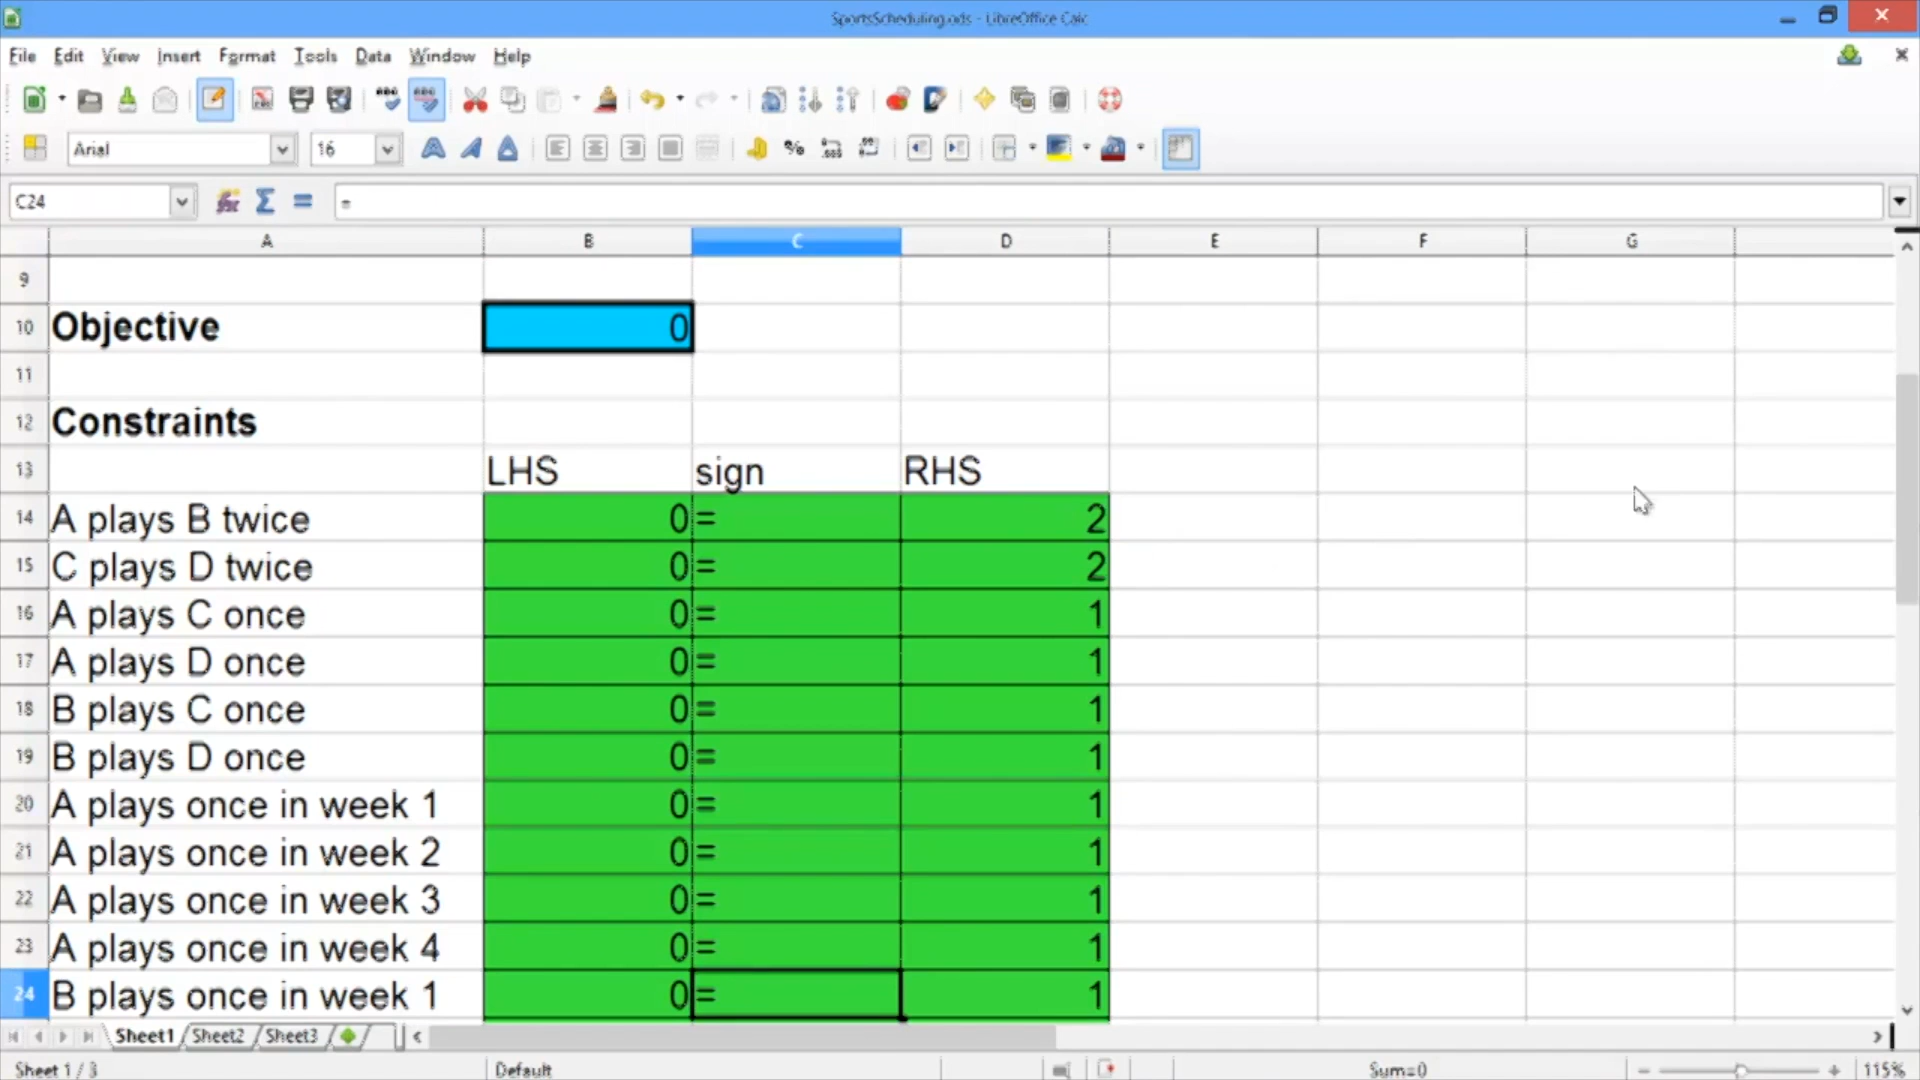 SportsScheduling.ods - LibreOffice Calc
File Edit View Insert Format Tools Data Window Help
Arial 16
C24 =
A B C D E F G
9
10 Objective 0
11
12 Constraints
13 LHS sign RHS
14 A plays B twice 0 = 2
15 C plays D twice 0 = 2
16 A plays C once 0 = 1
17 A plays D once 0 = 1
18 B plays C once 0 = 1
19 B plays D once 0 = 1
20 A plays once in week 1 0 = 1
21 A plays once in week 2 0 = 1
22 A plays once in week 3 0 = 1
23 A plays once in week 4 0 = 1
24 B plays once in week 1 0 = 1
Sheet1 Sheet2 Sheet3
Sheet 1 / 3 Default Sum=0 115%